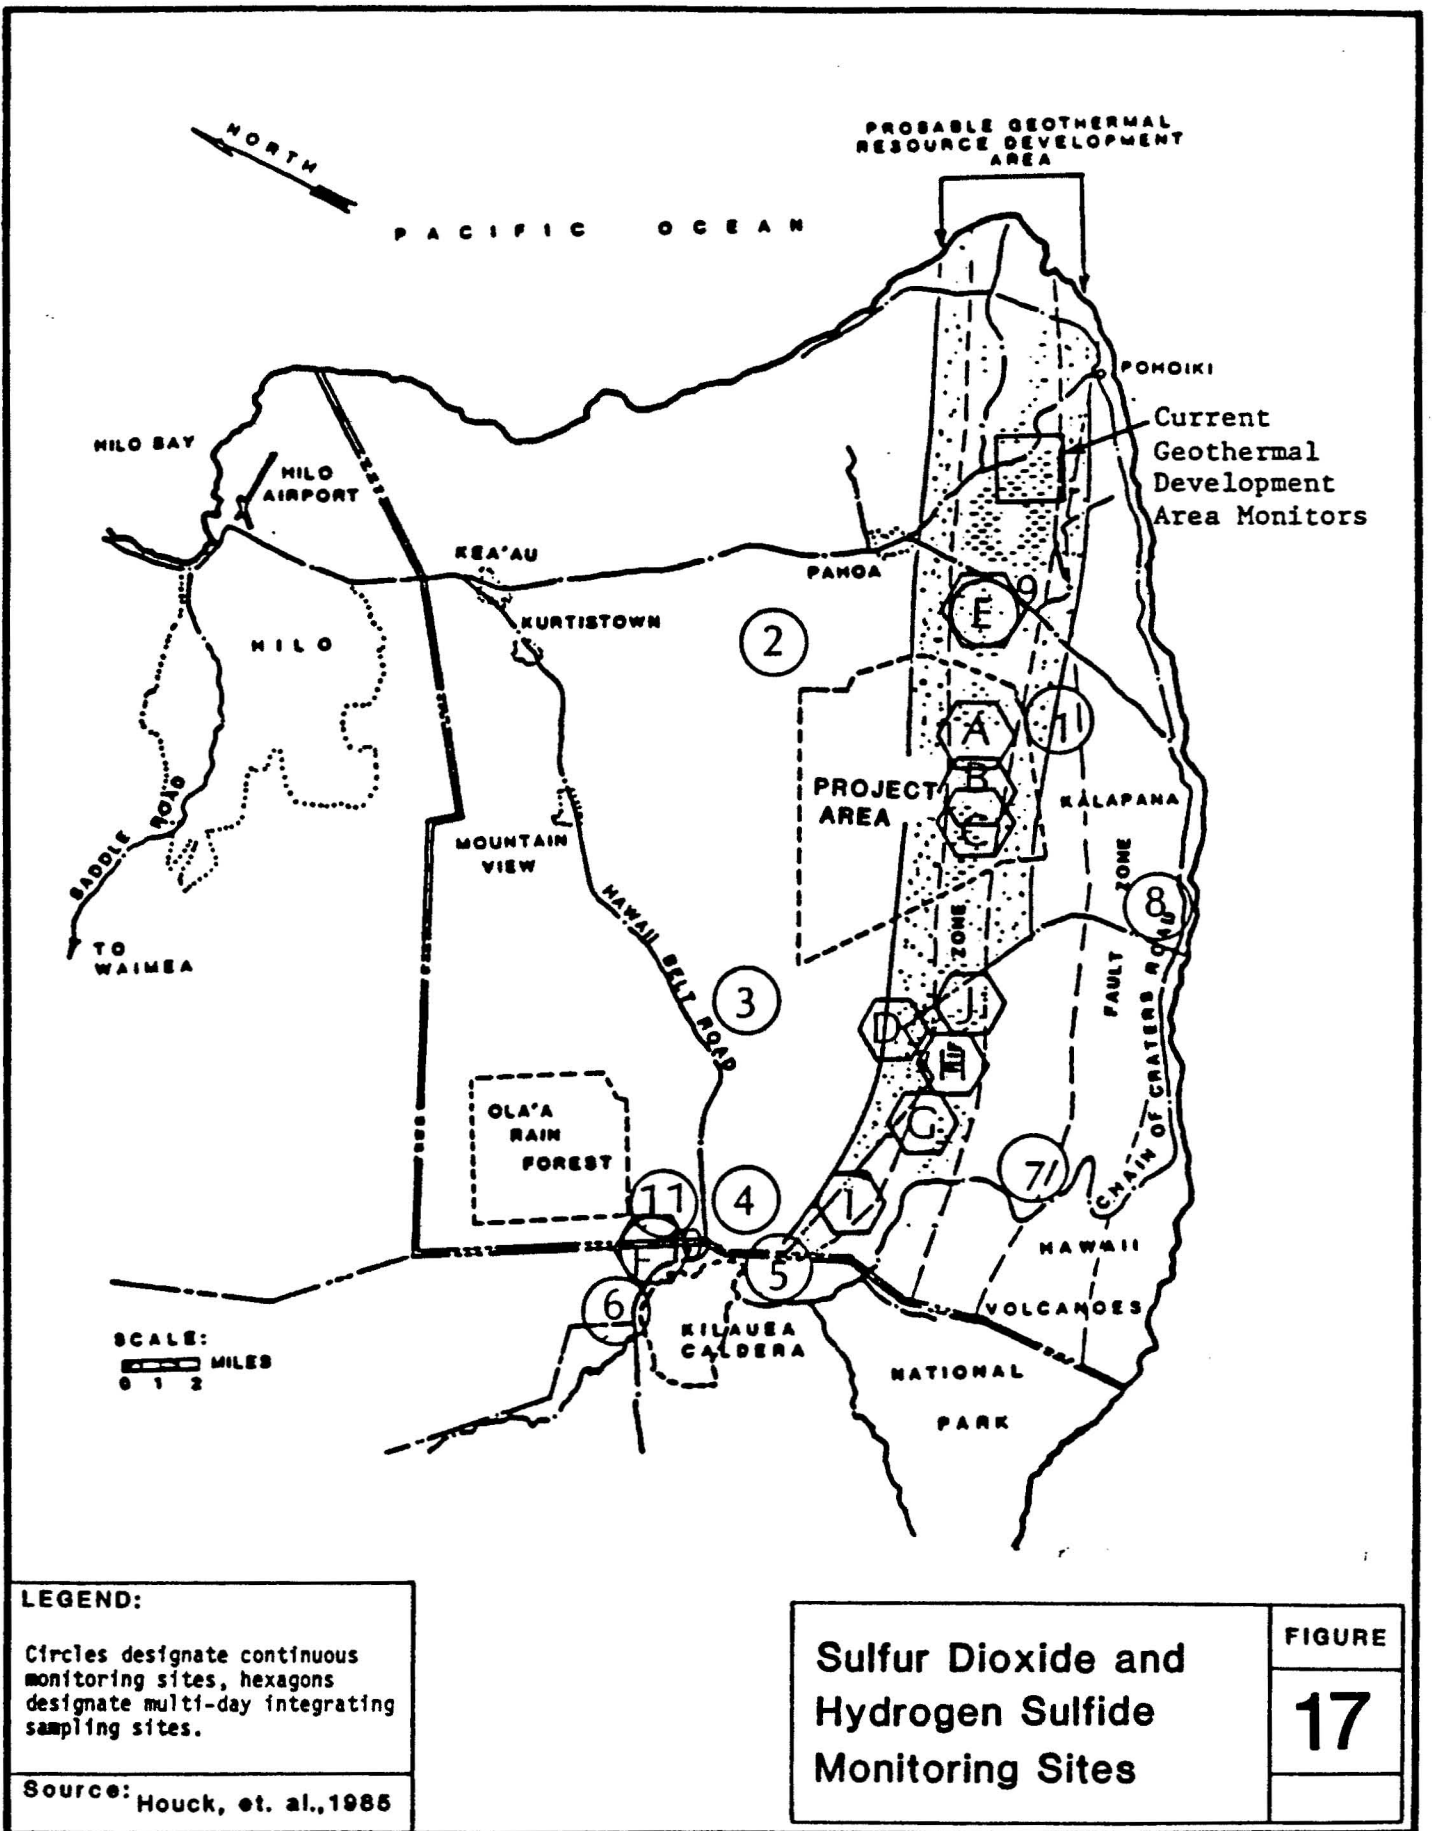 NORTH
PACIFIC OCEAN
PROBABLE GEOTHERMAL
RESOURCE DEVELOPMENT
AREA
POHOIKI
Current
Geothermal
Development
Area Monitors
HILO BAY
HILO
AIRPORT
KEA'AU
PAHOA
9
E
KURTISTOWN
HILO
2
A
1
B
PROJECT
AREA
C
KALAPANA
SADDLE ROAD
MOUNTAIN
VIEW
HAWAII BELT ROAD
ZONE
FAULT
8
ZONE
TO
WAIMEA
3
J
D
CHAIN OF CRATERS ROAD
OLA'A
RAIN
FOREST
G
7
11
4
I
F
5
6
HAWAII
VOLCANOES
NATIONAL
PARK
KILAUEA
CALDERA
SCALE:
MILES
0 1 2
LEGEND:
Circles designate continuous
monitoring sites, hexagons
designate multi-day integrating
sampling sites.
Source: Houck, et. al.,1985
Sulfur Dioxide and
Hydrogen Sulfide
Monitoring Sites
FIGURE
17